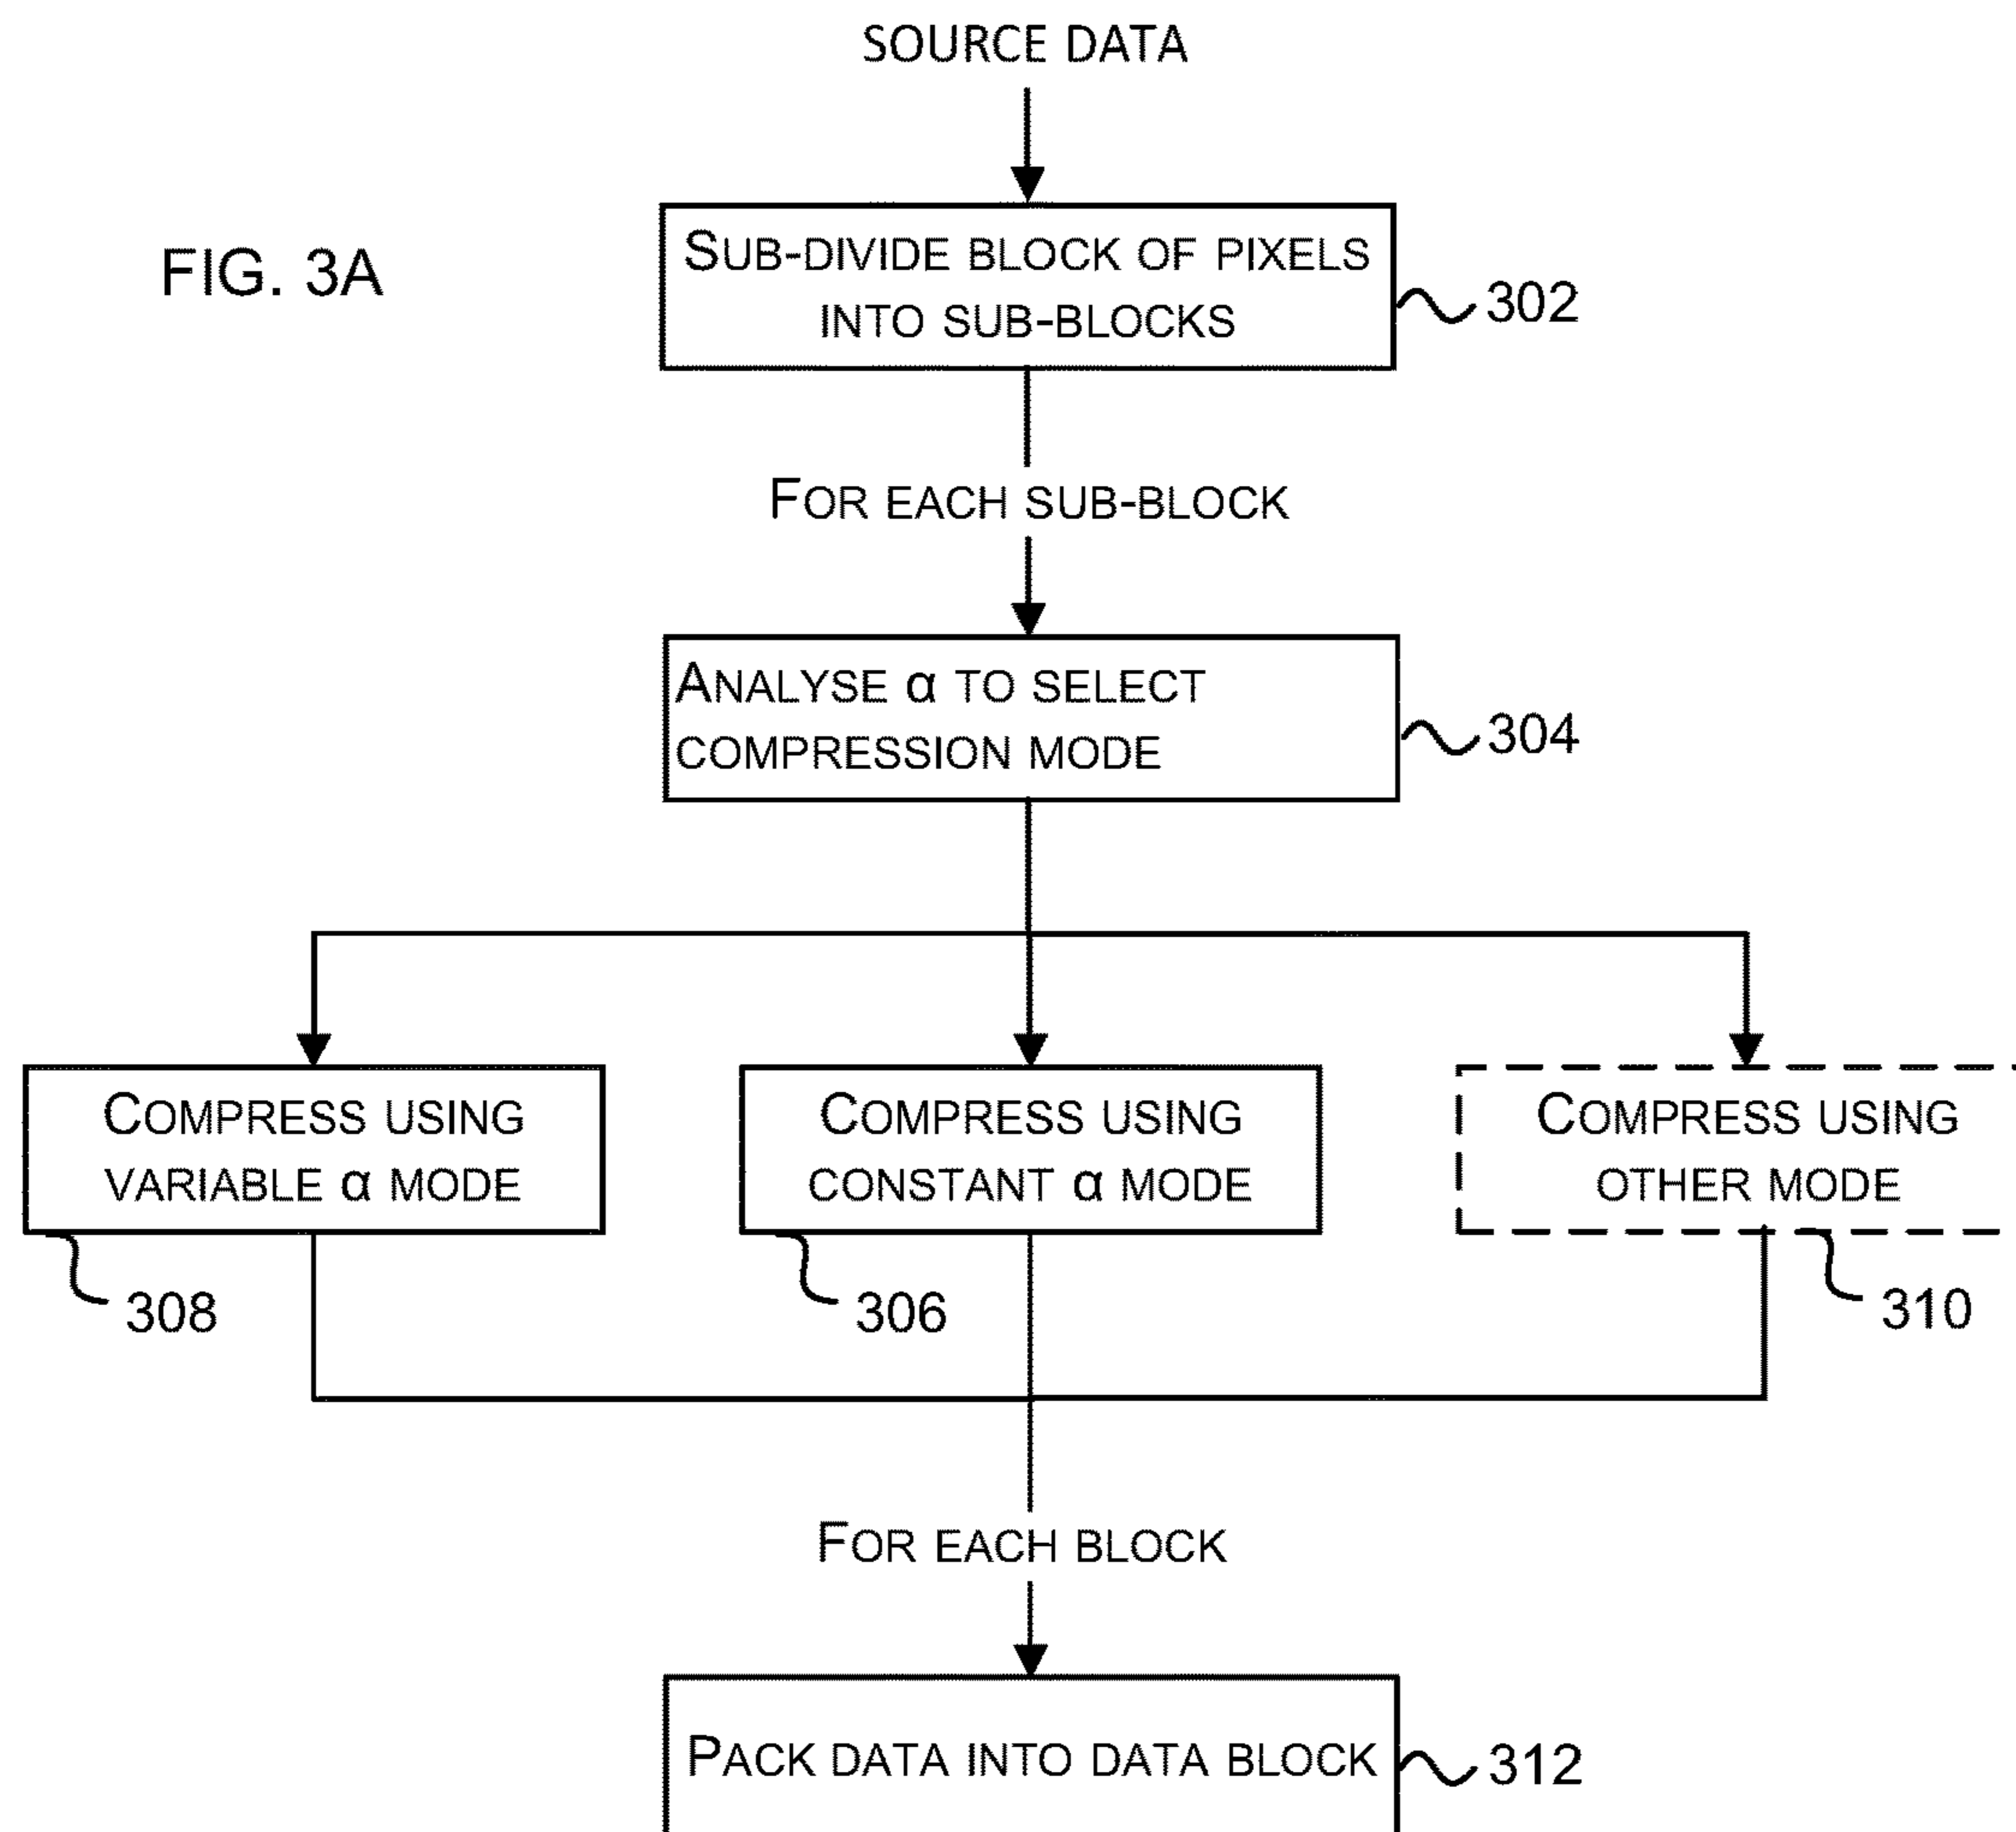 SOURCE DATA
FIG. 3A
SUB-DIVIDE BLOCK OF PIXELS
INTO SUB-BLOCKS
302
FOR EACH SUB-BLOCK
ANALYSE α TO SELECT
COMPRESSION MODE
304
COMPRESS USING
VARIABLE α MODE
308
COMPRESS USING
CONSTANT α MODE
306
COMPRESS USING
OTHER MODE
310
FOR EACH BLOCK
PACK DATA INTO DATA BLOCK
312